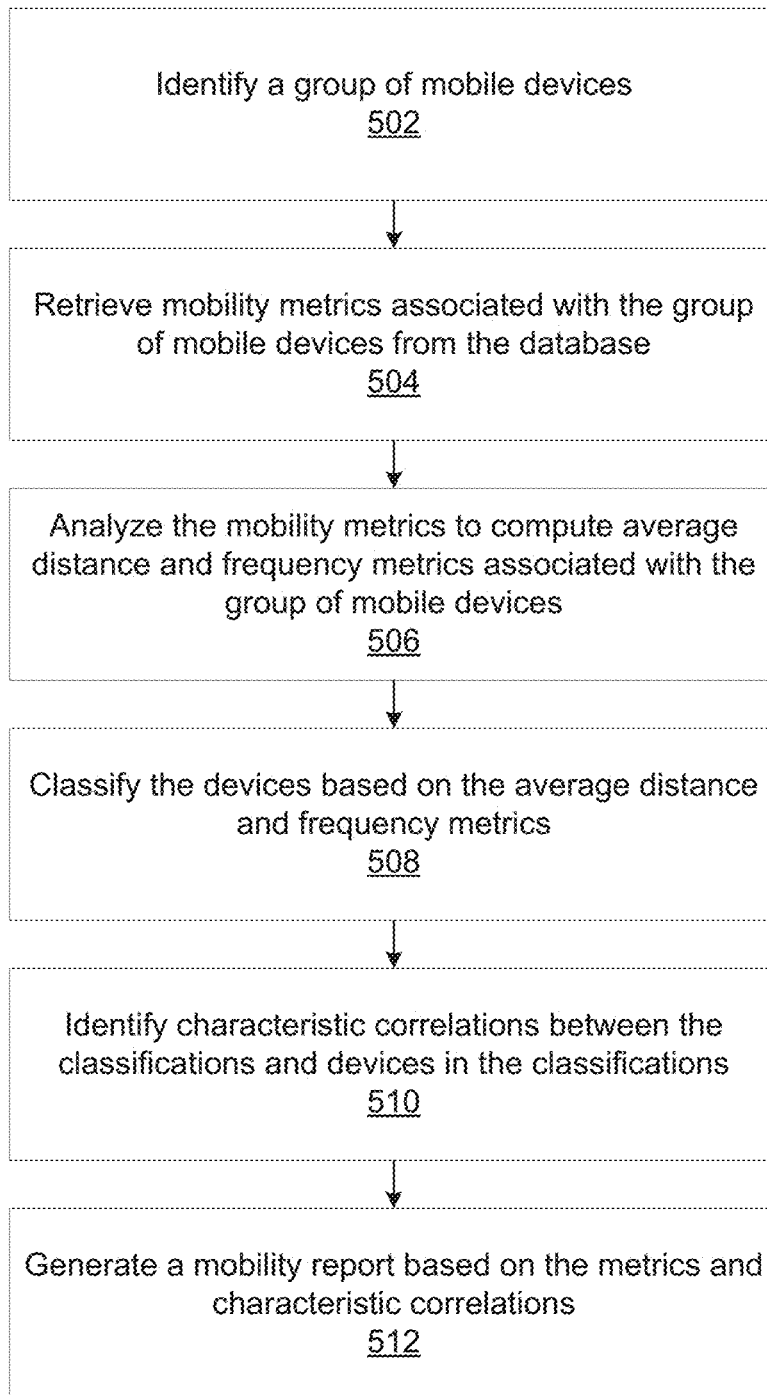 Identify a group of mobile devices
502
Retrieve mobility metrics associated with the group
of mobile devices from the database
504
Analyze the mobility metrics to compute average
distance and frequency metrics associated with the
group of mobile devices
506
Classify the devices based on the average distance
and frequency metrics
508
Identify characteristic correlations between the
classifications and devices in the classifications
510
Generate a mobility report based on the metrics and
characteristic correlations
512